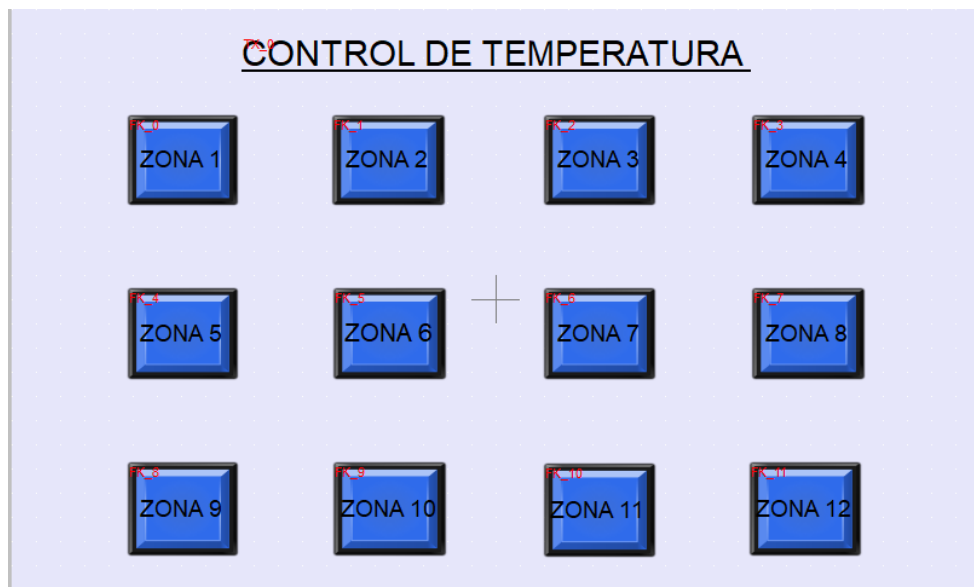 TX_0
CONTROL DE TEMPERATURA
FK_0 FK_1 FK_2 FK_3
ZONA 1 ZONA 2 ZONA 3 ZONA 4
FK_4 FK_5 FK_6 FK_7
ZONA 5 ZONA 6 ZONA 7 ZONA 8
FK_8 FK_9 FK_10 FK_11
ZONA 9 ZONA 10 ZONA 11 ZONA 12